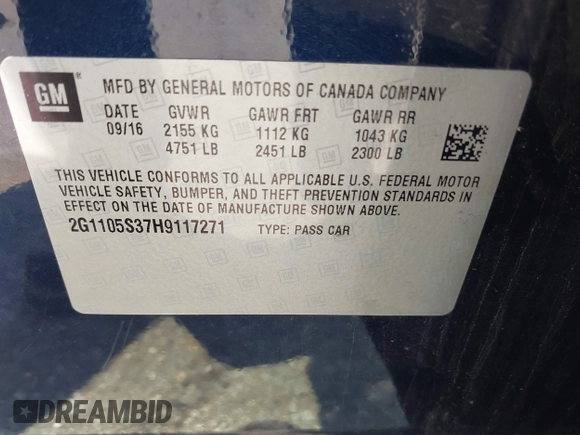 GM ® MFD BY GENERAL MOTORS OF CANADA COMPANY
DATE GVWR GAWR FRT GAWR RR
09/16 2155 KG 1112 KG 1043 KG
4751 LB 2451 LB 2300 LB
THIS VEHICLE CONFORMS TO ALL APPLICABLE U.S. FEDERAL MOTOR
VEHICLE SAFETY, BUMPER, AND THEFT PREVENTION STANDARDS IN
EFFECT ON THE DATE OF MANUFACTURE SHOWN ABOVE.
2G1105S37H9117271 TYPE: PASS CAR
DREAMBID